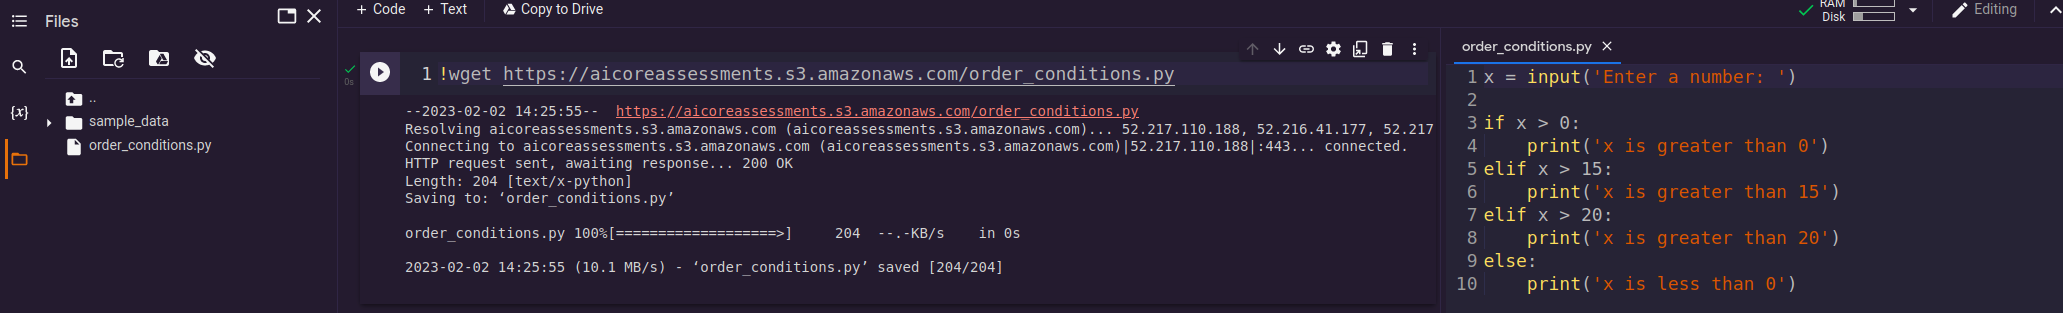 Files
..
sample_data
order_conditions.py
+ Code + Text Copy to Drive
RAM
Disk
Editing
0s
1 !wget https://aicoreassessments.s3.amazonaws.com/order_conditions.py
--2023-02-02 14:25:55-- https://aicoreassessments.s3.amazonaws.com/order_conditions.py
Resolving aicoreassessments.s3.amazonaws.com (aicoreassessments.s3.amazonaws.com)... 52.217.110.188, 52.216.41.177, 52.217
Connecting to aicoreassessments.s3.amazonaws.com (aicoreassessments.s3.amazonaws.com)|52.217.110.188|:443... connected.
HTTP request sent, awaiting response... 200 OK
Length: 204 [text/x-python]
Saving to: ‘order_conditions.py’
order_conditions.py 100%[===================>] 204 --.-KB/s in 0s
2023-02-02 14:25:55 (10.1 MB/s) - ‘order_conditions.py’ saved [204/204]
order_conditions.py
1 x = input('Enter a number: ')
2
3 if x > 0:
4 print('x is greater than 0')
5 elif x > 15:
6 print('x is greater than 15')
7 elif x > 20:
8 print('x is greater than 20')
9 else:
10 print('x is less than 0')